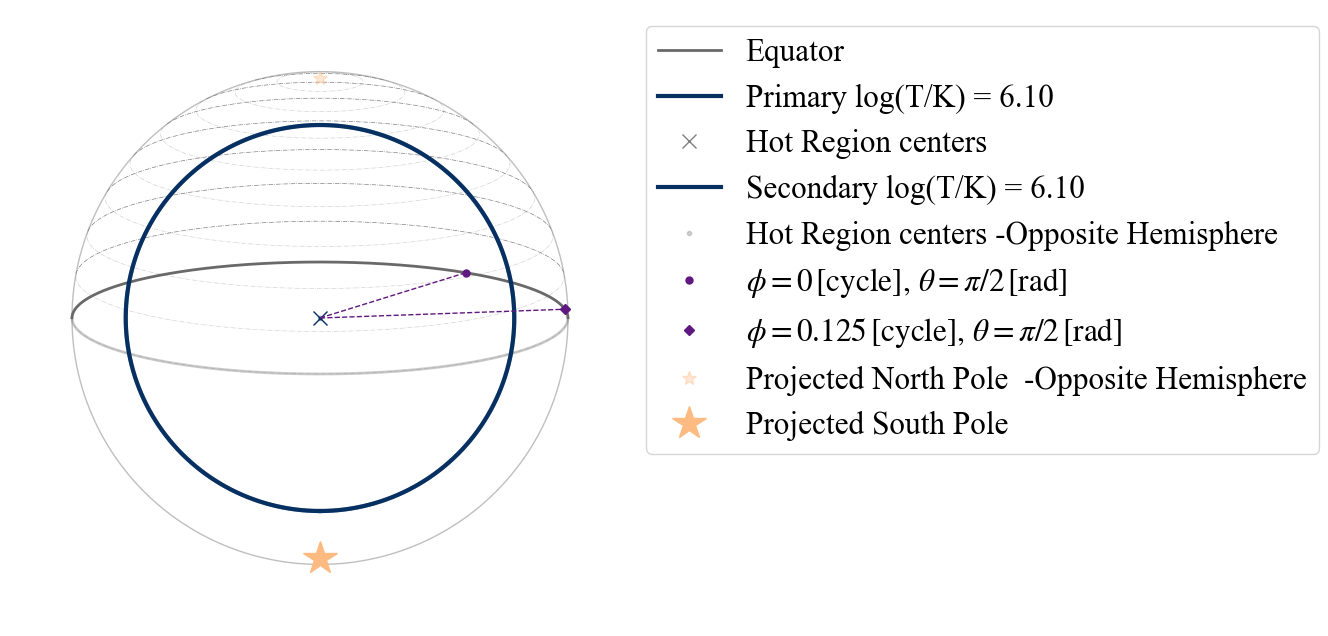 Equator
Primary log(T/K) = 6.10
Hot Region centers
Secondary log(T/K) = 6.10
Hot Region centers -Opposite Hemisphere
ϕ = 0 [cycle], θ = π/2 [rad]
ϕ = 0.125 [cycle], θ = π/2 [rad]
Projected North Pole  -Opposite Hemisphere
Projected South Pole